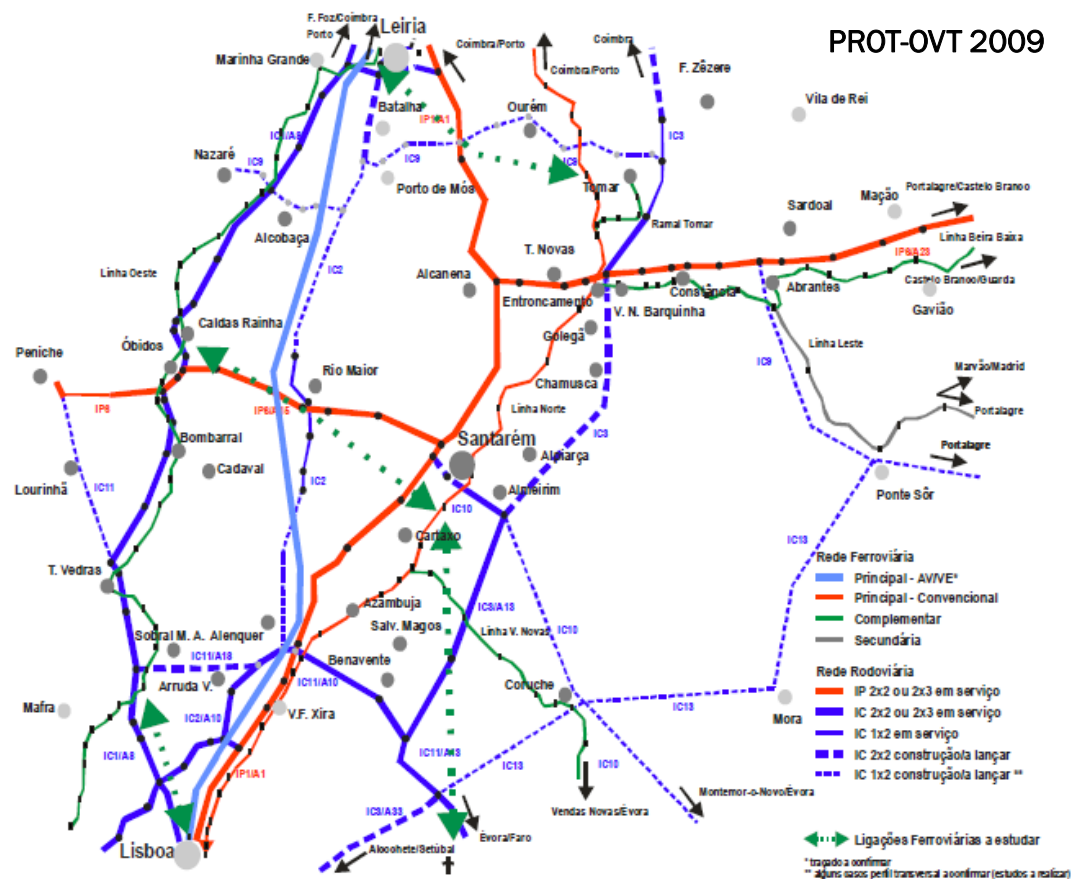 PROT-OVT 2009
F. Foz/Coimbra
Porto
Leiria
Marinha Grande
Coimbra/Porto
Coimbra/Porto
Coimbra
F. Zêzere
Vila de Rei
Batalha
IP1/A1
Ourém
IC3
IC1/A8
Nazaré
IC9
IC9
IC9
Porto de Mós
Tomar
Mação
Portalagre/Castelo Branco
Sardoal
Alcobaça
Ramal Tomar
Linha Beira Baixa
IP6/A23
T. Novas
Linha Oeste
IC2
Alcanena
Entroncamento
Constância
Abrantes
Castelo Branco/Guarda
V. N. Barquinha
Gavião
Caldas Rainha
Golegã
Óbidos
Linha Leste
Peniche
IC9
Rio Maior
Chamusca
Marvão/Madrid
IP6
IP6/A15
Linha Norte
Portalagre
IC3
Santarém
Bombarral
Portalagre
Cadaval
Alpiarça
Lourinhã
IC11
IC2
Almeirim
Ponte Sôr
IC10
Cartaxo
IC13
T. Vedras
Rede Ferroviária
Principal - AV/VE*
Principal - Convencional
Complementar
Secundária
Azambuja
IC3/A13
Salv. Magos
Linha V. Novas
IC10
Sobral M. A.
Alenquer
IC11/A18
Benavente
Rede Rodoviária
IP 2x2 ou 2x3 em serviço
IC 2x2 ou 2x3 em serviço
IC 1x2 em serviço
IC 2x2 construção/a lançar
IC 1x2 construção/a lançar **
Arruda V.
IC11/A10
Coruche
Mafra
V.F. Xira
IC2/A10
IC13
Mora
IC1/A8
IC11/A13
IC13
IC10
IP1/A1
Montemor-o-Novo/Évora
IC3/A33
Vendas Novas/Évora
Évora/Faro
Lisboa
Alcochete/Setúbal
Ligações Ferroviárias a estudar
* traçado a confirmar
** alguns casos perfil transversal a confirmar (estudos a realizar)